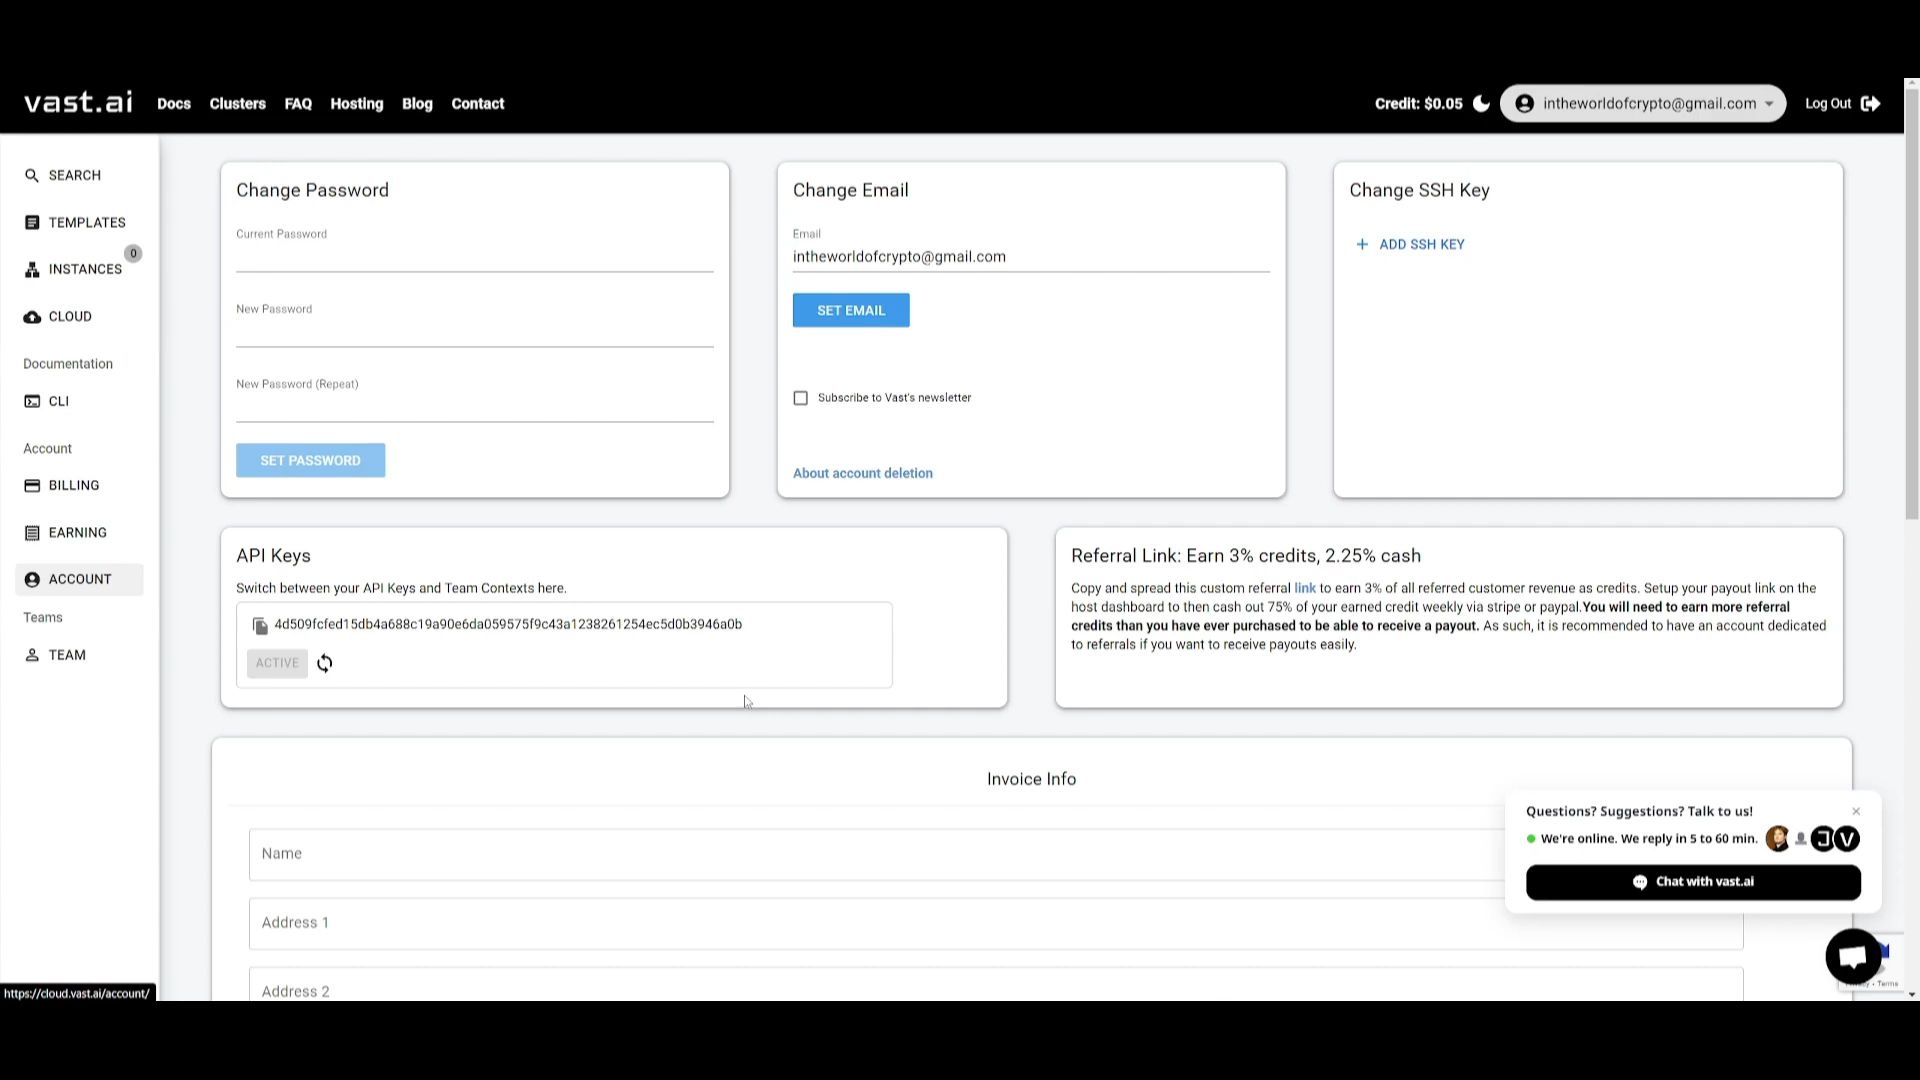 vast.ai
Docs
Clusters
FAQ
Hosting
Blog
Contact
Credit: $0.05
intheworldofcrypto@gmail.com
Log Out
SEARCH
TEMPLATES
0
INSTANCES
CLOUD
Documentation
CLI
Account
BILLING
EARNING
ACCOUNT
Teams
TEAM
Change Password
Current Password
New Password
New Password (Repeat)
SET PASSWORD
Change Email
Email
intheworldofcrypto@gmail.com
SET EMAIL
Subscribe to Vast's newsletter
About account deletion
Change SSH Key
+ ADD SSH KEY
API Keys
Switch between your API Keys and Team Contexts here.
4d509fcfed15db4a688c19a90e6da059575f9c43a1238261254ec5d0b3946a0b
ACTIVE
Referral Link: Earn 3% credits, 2.25% cash
Copy and spread this custom referral link to earn 3% of all referred customer revenue as credits. Setup your payout link on the
host dashboard to then cash out 75% of your earned credit weekly via stripe or paypal.You will need to earn more referral
credits than you have ever purchased to be able to receive a payout. As such, it is recommended to have an account dedicated
to referrals if you want to receive payouts easily.
Invoice Info
Name
Address 1
Address 2
Questions? Suggestions? Talk to us!
We're online. We reply in 5 to 60 min.
J
V
Chat with vast.ai
Terms
https://cloud.vast.ai/account/